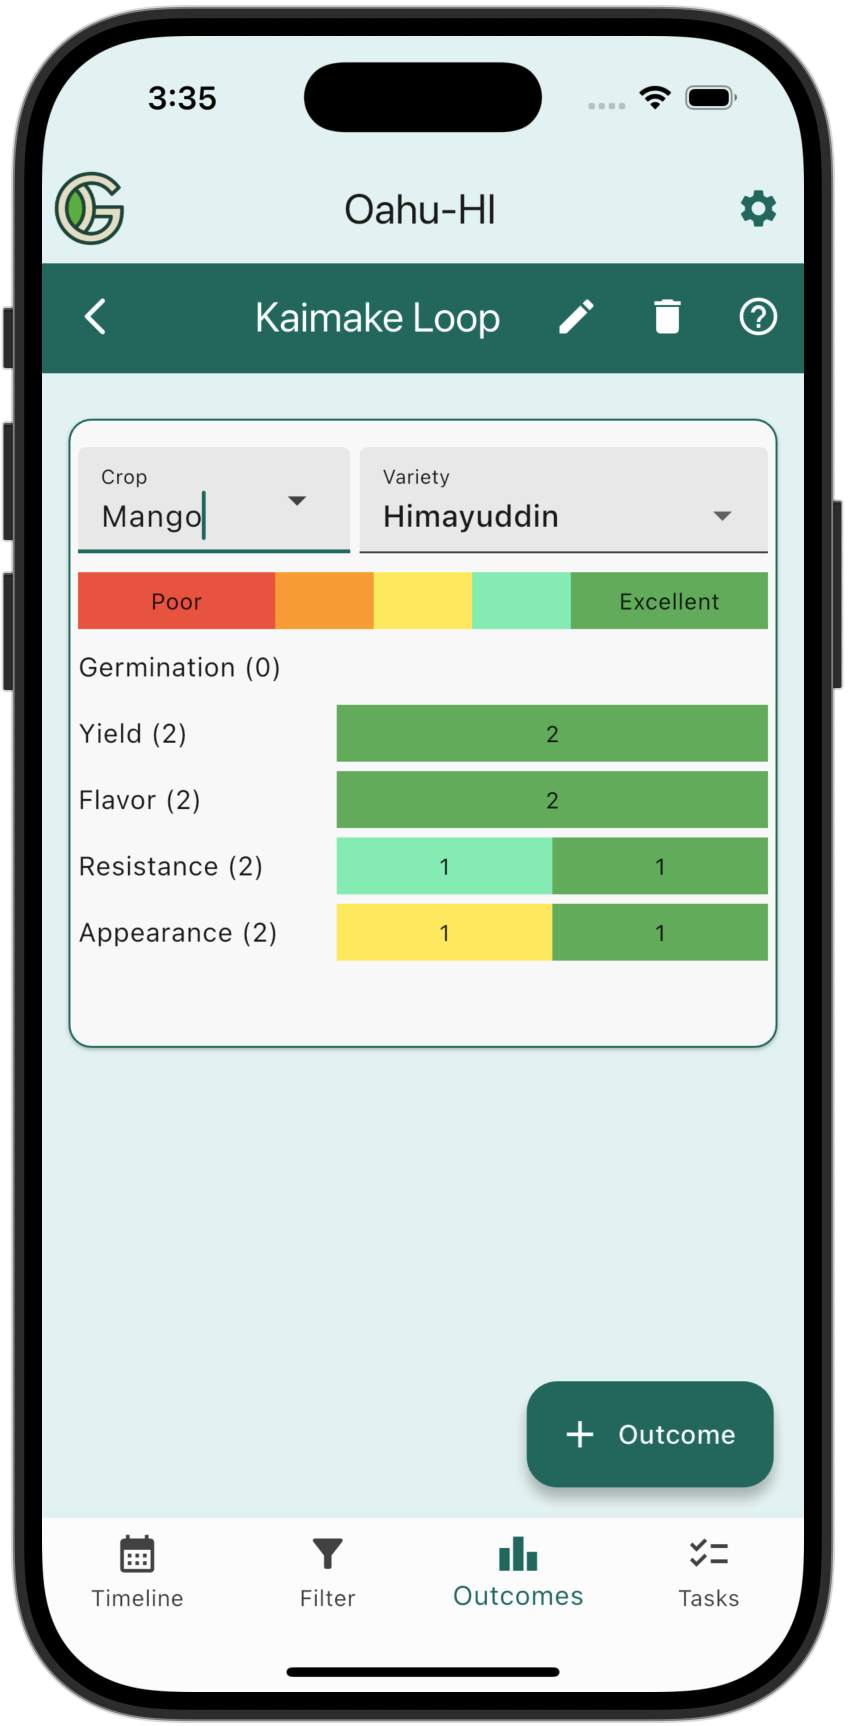 3:35
Oahu-HI
Kaimake Loop
Crop
Mango
Variety
Himayuddin
Poor
Excellent
Germination (0)
Yield (2)
2
Flavor (2)
2
Resistance (2)
1
1
Appearance (2)
1
1
+ Outcome
Timeline
Filter
Outcomes
Tasks